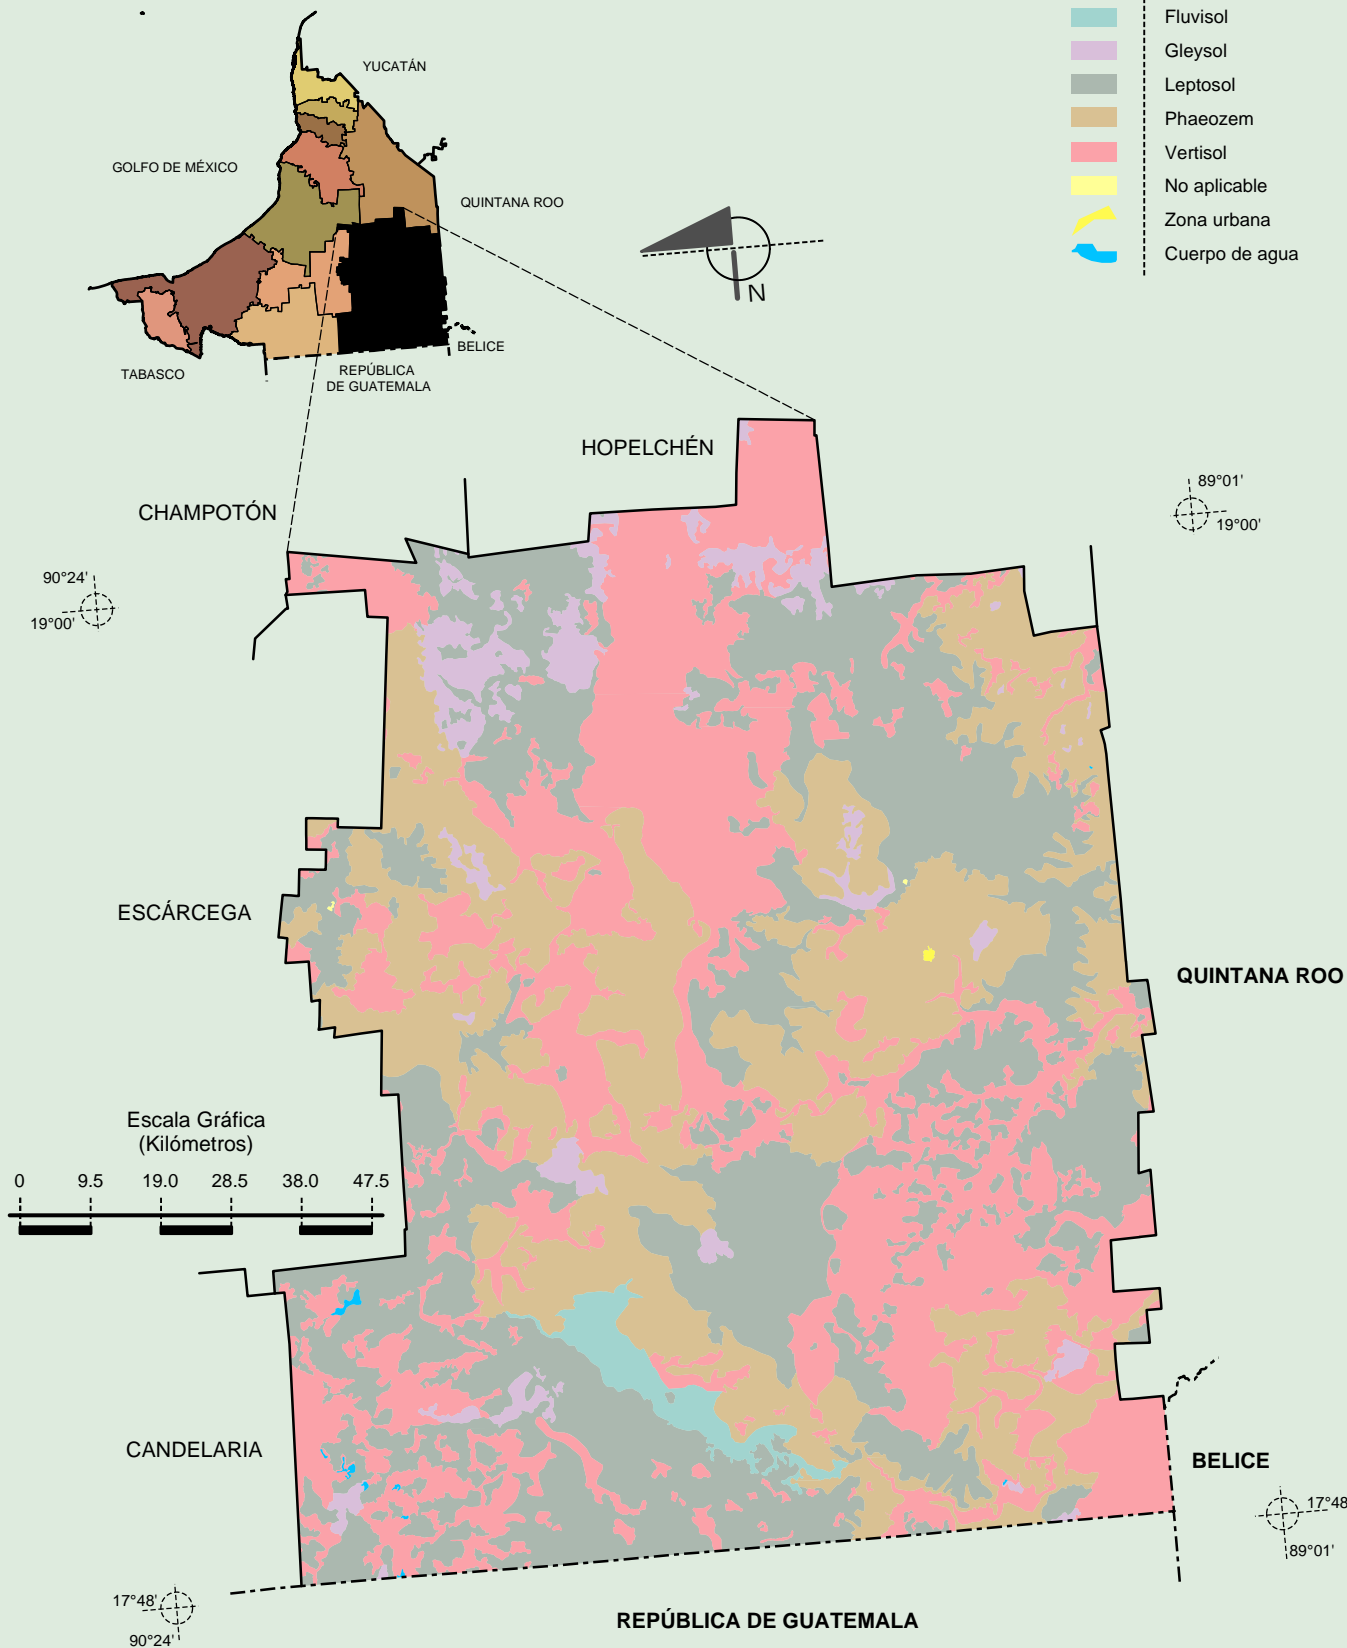 Fluvisol
Gleysol
Leptosol
Phaeozem
Vertisol
No aplicable
Zona urbana
Cuerpo de agua
YUCATÁN
GOLFO DE MÉXICO
QUINTANA ROO
BELICE
TABASCO
REPÚBLICA
DE GUATEMALA
N
HOPELCHÉN
CHAMPOTÓN
89°01'
19°00'
90°24'
19°00'
ESCÁRCEGA
QUINTANA ROO
Escala Gráfica
(Kilómetros)
0 9.5 19.0 28.5 38.0 47.5
CANDELARIA
BELICE
17°48
89°01'
17°48'
90°24'
REPÚBLICA DE GUATEMALA